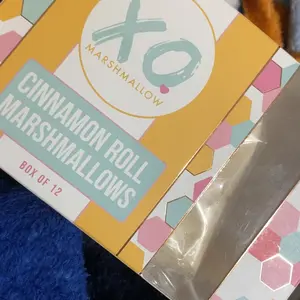 XO
MARSHMALLOW
CINNAMON ROLL
MARSHMALLOWS
BOX OF 12